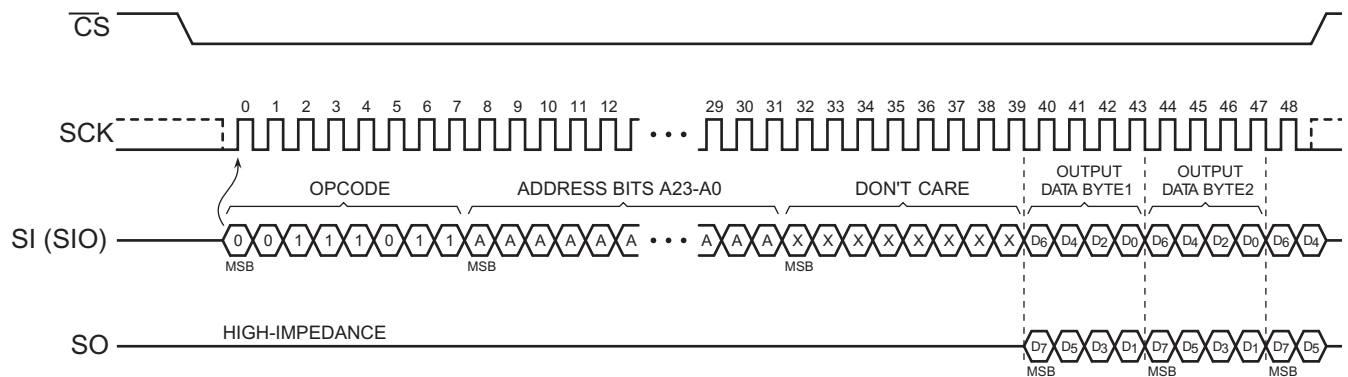 CS
0 1 2 3 4 5 6 7 8 9 10 11 12 29 30 31 32 33 34 35 36 37 38 39 40 41 42 43 44 45 46 47 48
SCK
• • •
OPCODE ADDRESS BITS A23-A0 DON'T CARE OUTPUT DATA BYTE1 OUTPUT DATA BYTE2
SI (SIO) 0 0 1 1 1 0 1 1 A A A A A A • • • A A A X X X X X X X X D6 D4 D2 D0 D6 D4 D2 D0 D6 D4
MSB MSB MSB
HIGH-IMPEDANCE
SO D7 D5 D3 D1 D7 D5 D3 D1 D7 D5
MSB MSB MSB